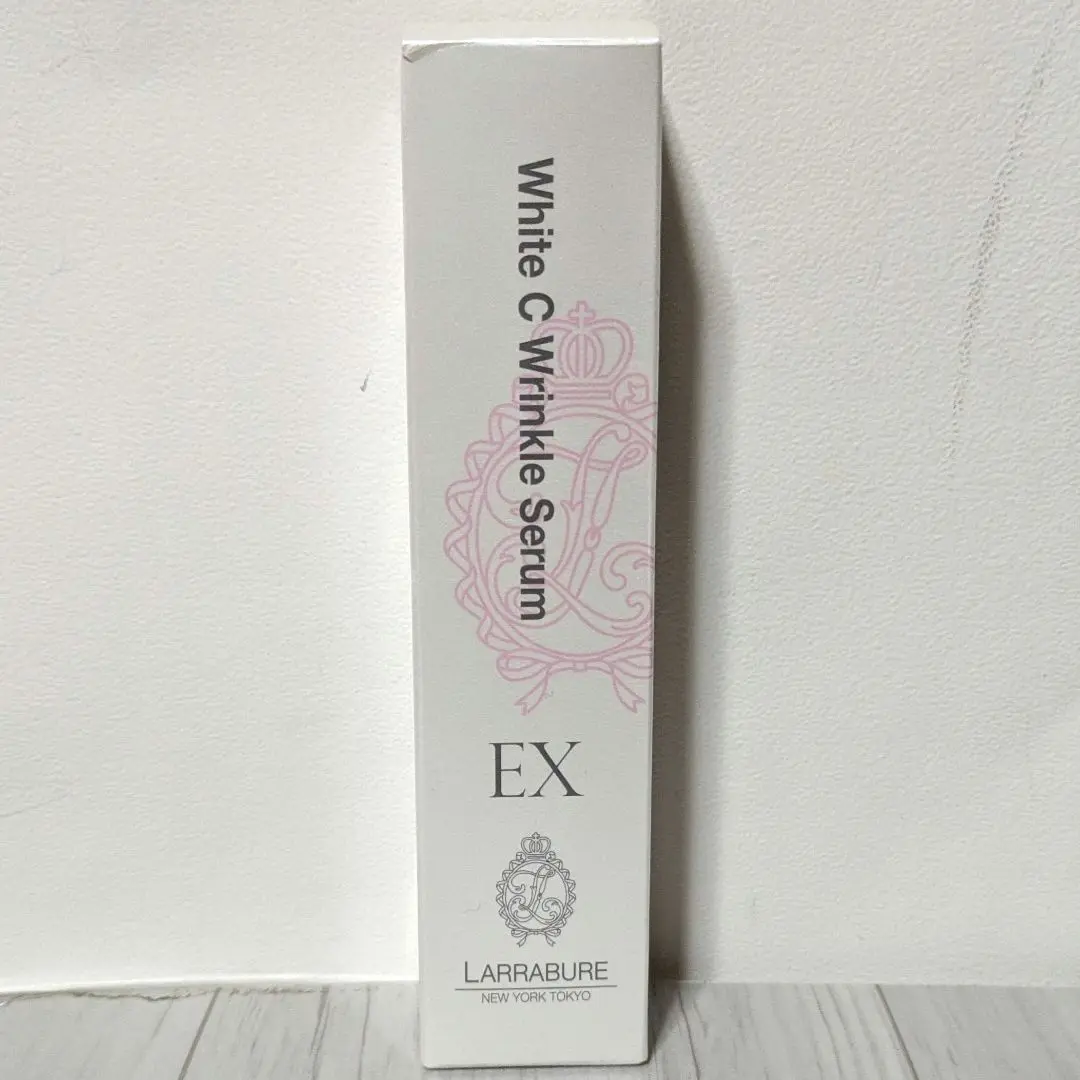 White C Wrinkle Serum
EX
LARRABURE
NEW YORK TOKYO